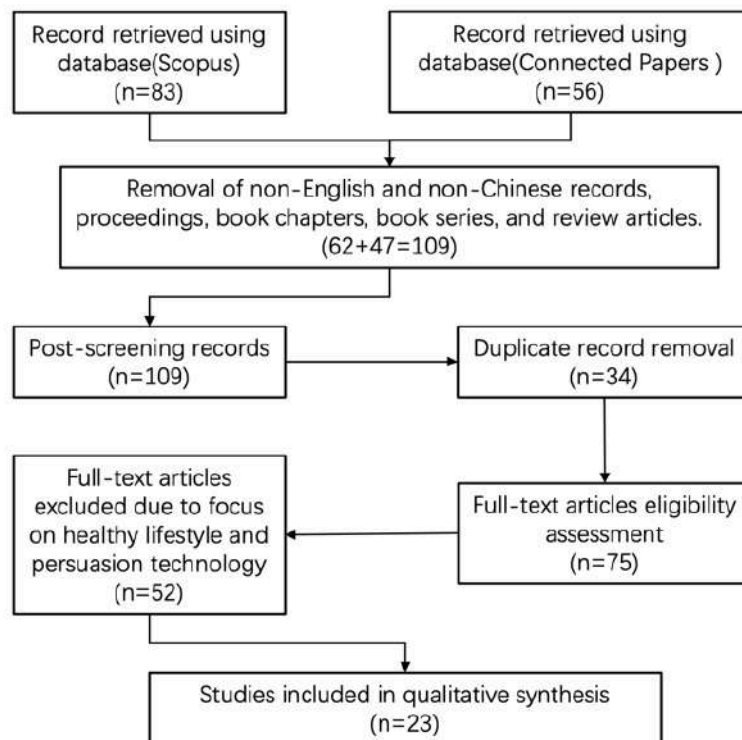 Record retrieved using
database(Scopus)
(n=83)
Record retrieved using
database(Connected Papers )
(n=56)
Removal of non-English and non-Chinese records,
proceedings, book chapters, book series, and review articles.
(62+47=109)
Post-screening records
(n=109)
Duplicate record removal
(n=34)
Full-text articles
excluded due to focus
on healthy lifestyle and
persuasion technology
(n=52)
Full-text articles eligibility
assessment
(n=75)
Studies included in qualitative synthesis
(n=23)